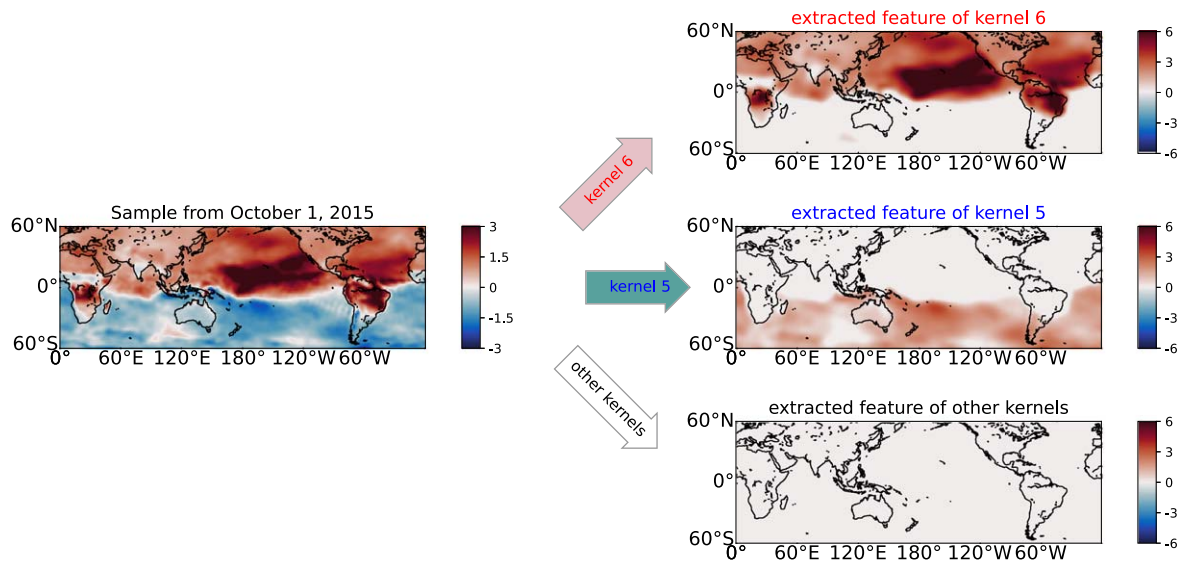 extracted feature of kernel 6
60°N
0°
60°S
0° 60°E 120°E 180° 120°W 60°W
6
3
0
-3
-6
kernel 6
Sample from October 1, 2015
60°N
0°
60°S
0° 60°E 120°E 180° 120°W 60°W
3
1.5
0
-1.5
-3
kernel 5
extracted feature of kernel 5
60°N
0°
60°S
0° 60°E 120°E 180° 120°W 60°W
6
3
0
-3
-6
other kernels
extracted feature of other kernels
60°N
0°
60°S
0° 60°E 120°E 180° 120°W 60°W
6
3
0
-3
-6